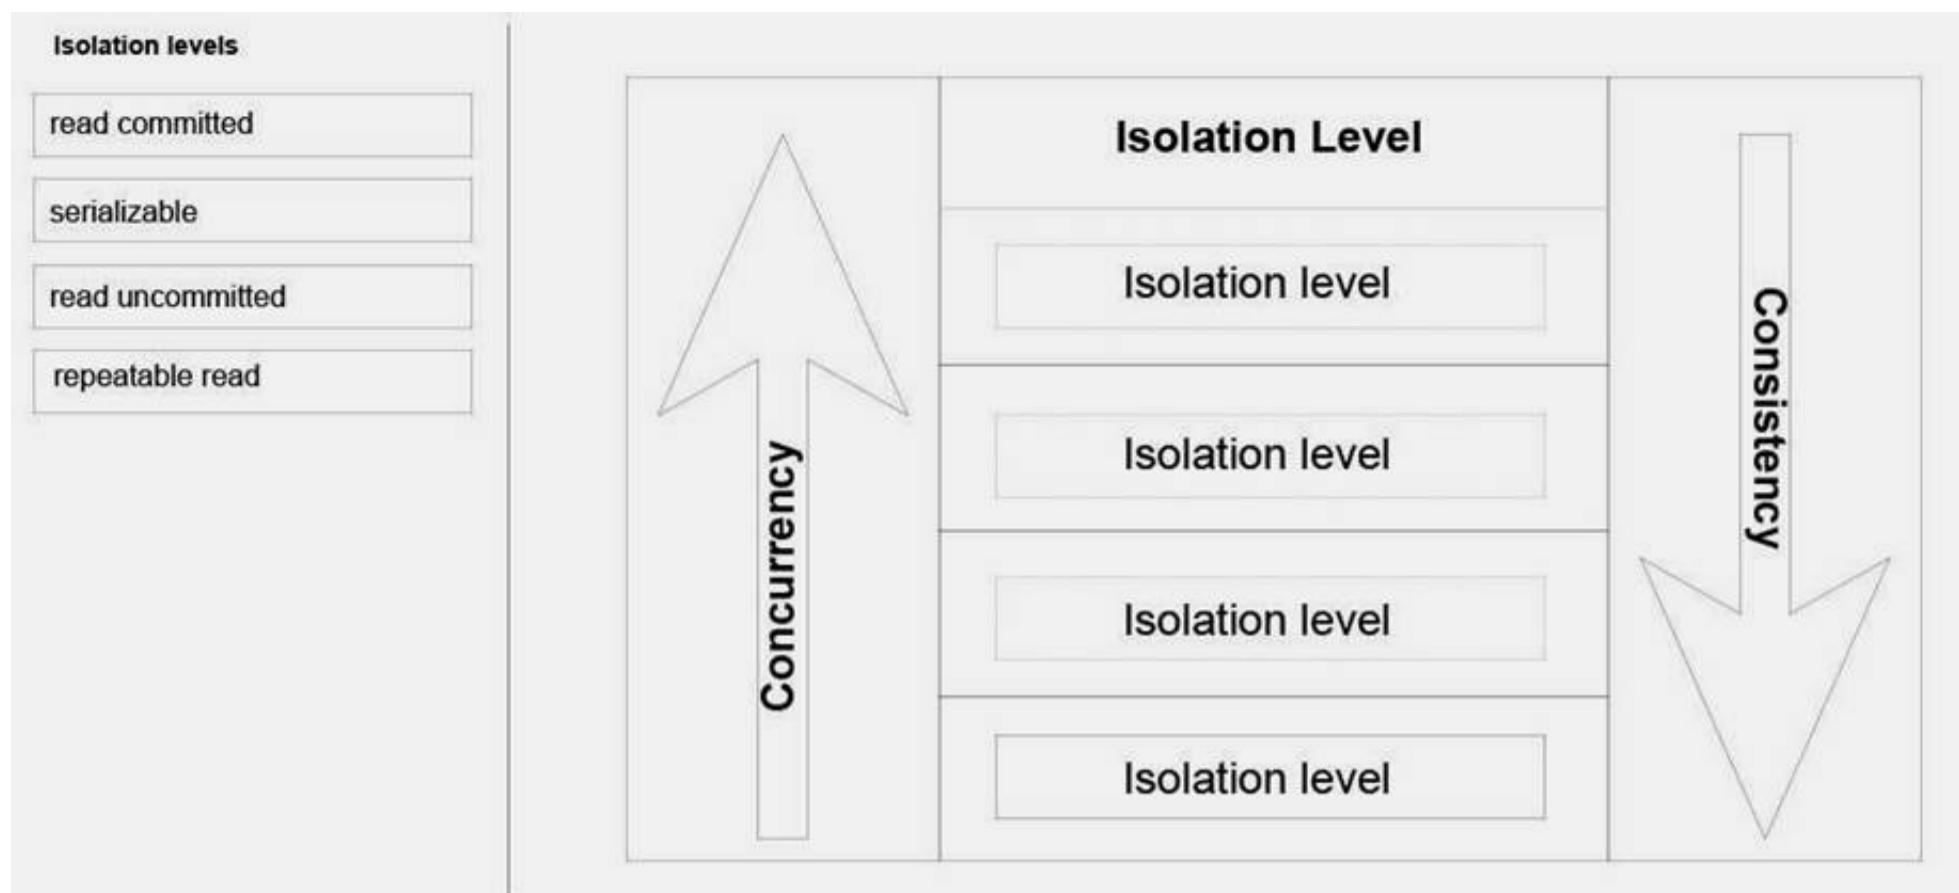 Isolation levels
read committed
serializable
read uncommitted
repeatable read
Concurrency
Isolation Level
Isolation level
Isolation level
Isolation level
Isolation level
Consistency